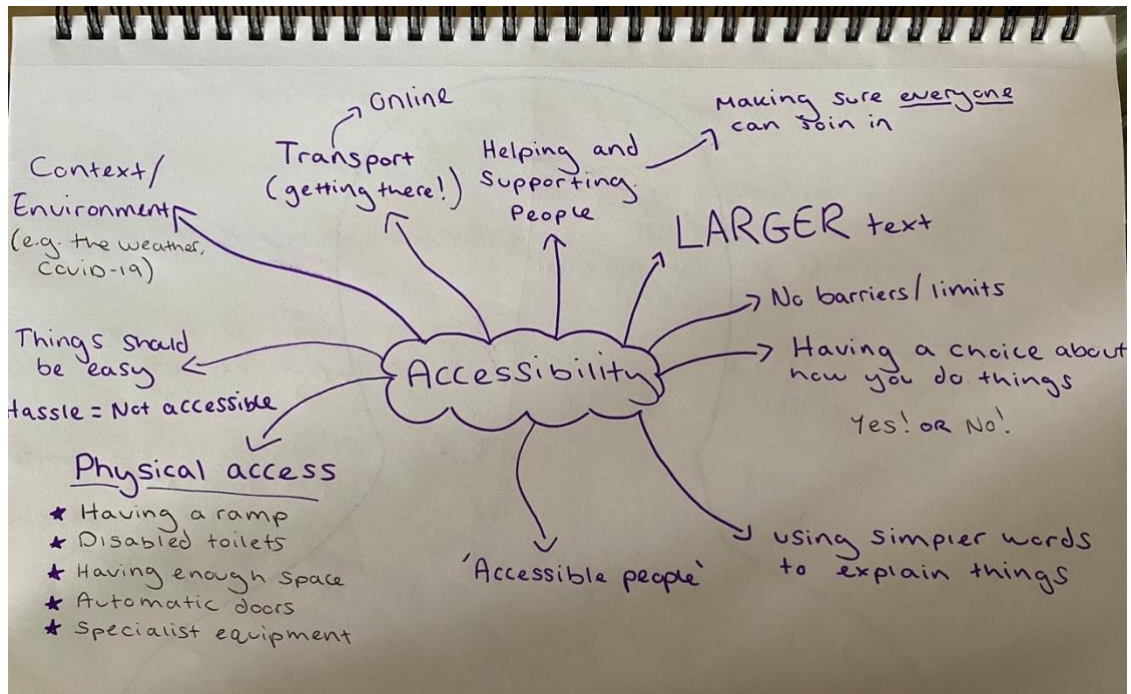 Online
Making sure everyone
can join in
Transport
(getting there!)
Helping and
Supporting
People
Context/
Environment
(e.g. the weather,
Covid-19)
LARGER text
No barriers/limits
Things should
be easy
Hassle = Not accessible
Accessibility
Having a choice about
how you do things
Yes! OR No!
Physical access
★ Having a ramp
★ Disabled toilets
★ Having enough space
★ Automatic doors
★ Specialist equipment
'Accessible people'
using simpler words
to explain things